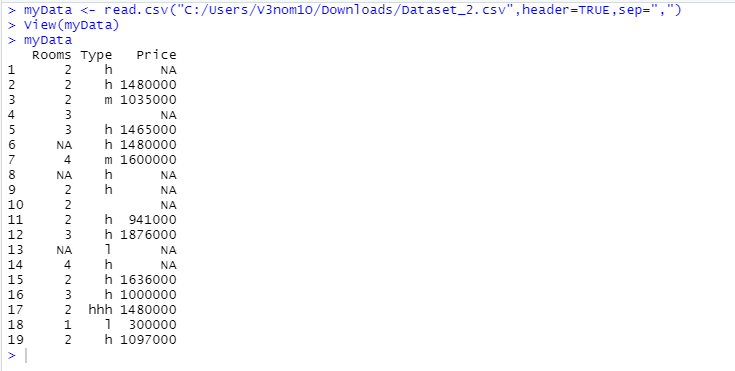 > myData <- read.csv("C:/Users/V3nom1O/Downloads/Dataset_2.csv",header=TRUE,sep=",")
> View(myData)
> myData
   Rooms Type   Price
1      2    h      NA
2      2    h 1480000
3      2    m 1035000
4      3           NA
5      3    h 1465000
6     NA    h 1480000
7      4    m 1600000
8     NA    h      NA
9      2    h      NA
10     2           NA
11     2    h  941000
12     3    h 1876000
13    NA    l      NA
14     4    h      NA
15     2    h 1636000
16     3    h 1000000
17     2  hhh 1480000
18     1    l  300000
19     2    h 1097000
>